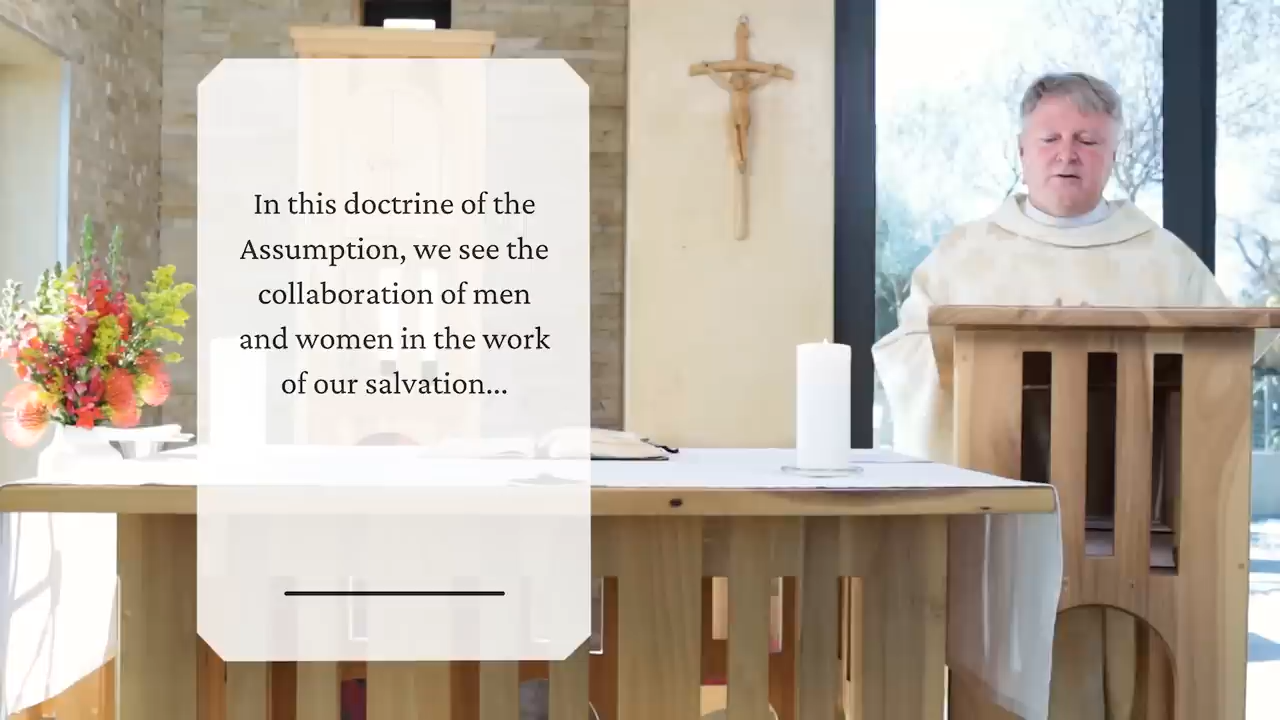 In this doctrine of the
Assumption, we see the
collaboration of men
and women in the work
of our salvation...